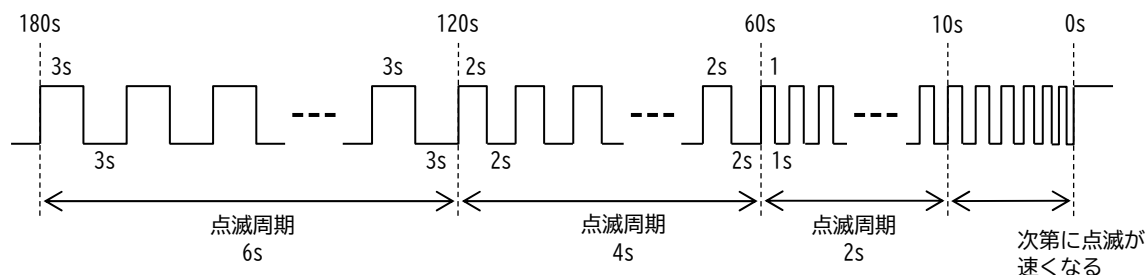 180s 120s 60s 10s 0s
3s 3s 2s 2s 1
3s 3s 2s 2s 1s
点滅周期 点滅周期 点滅周期 次第に点滅が
6s 4s 2s 速くなる